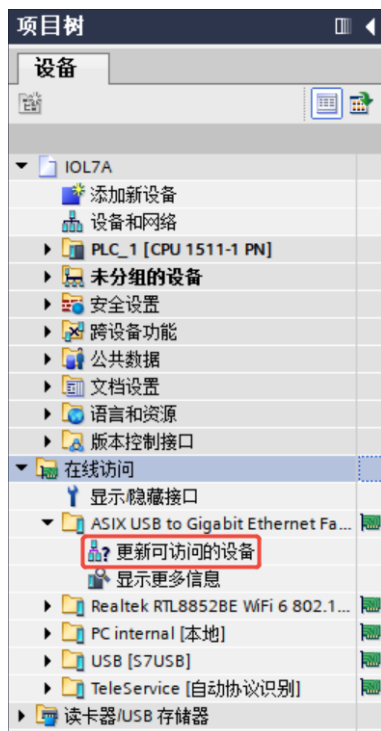 项目树
设备
IOL7A
添加新设备
设备和网络
PLC_1 [CPU 1511-1 PN]
未分组的设备
安全设置
跨设备功能
公共数据
文档设置
语言和资源
版本控制接口
在线访问
显示/隐藏接口
ASIX USB to Gigabit Ethernet Fa...
更新可访问的设备
显示更多信息
Realtek RTL8852BE WiFi 6 802.1...
PC internal [本地]
USB [S7USB]
TeleService [自动协议识别]
读卡器/USB 存储器